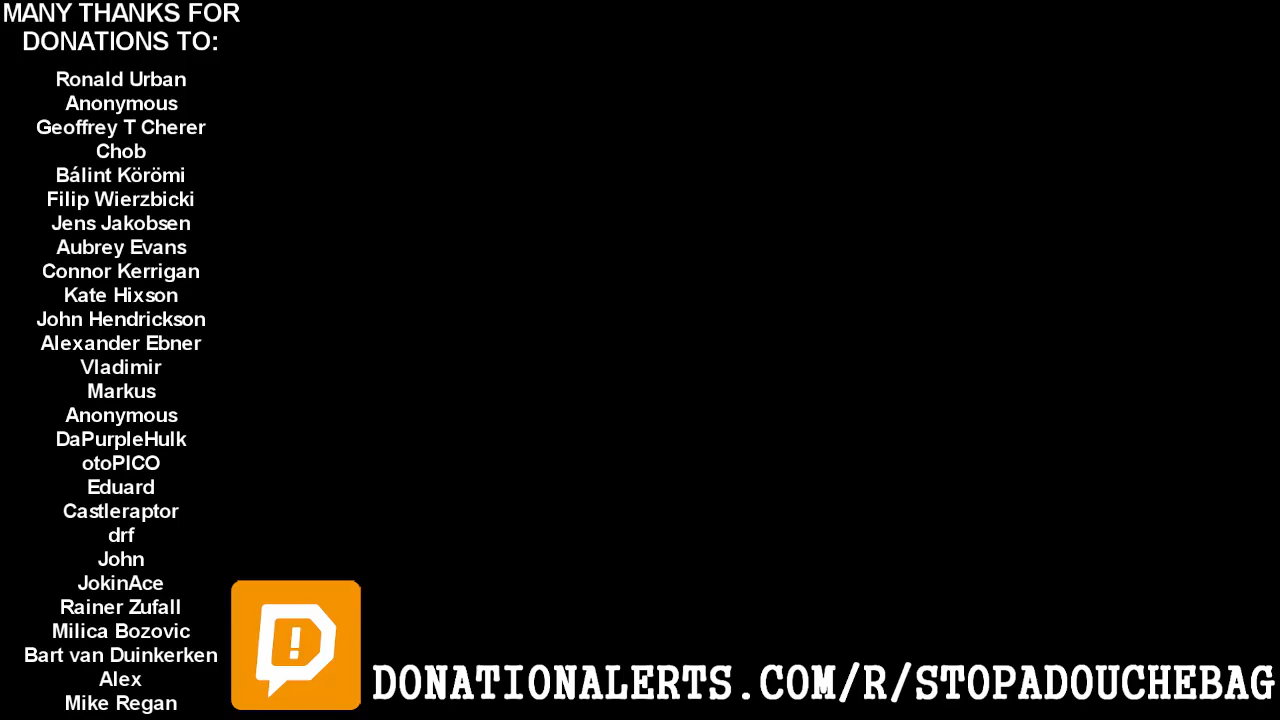 MANY THANKS FOR
DONATIONS TO:
Ronald Urban
Anonymous
Geoffrey T Cherer
Chob
Bálint Körömi
Filip Wierzbicki
Jens Jakobsen
Aubrey Evans
Connor Kerrigan
Kate Hixson
John Hendrickson
Alexander Ebner
Vladimir
Markus
Anonymous
DaPurpleHulk
otoPICO
Eduard
Castleraptor
drf
John
JokinAce
Rainer Zufall
Milica Bozovic
Bart van Duinkerken
Alex
Mike Regan
DONATIONALERTS.COM/R/STOPADOUCHEBAG